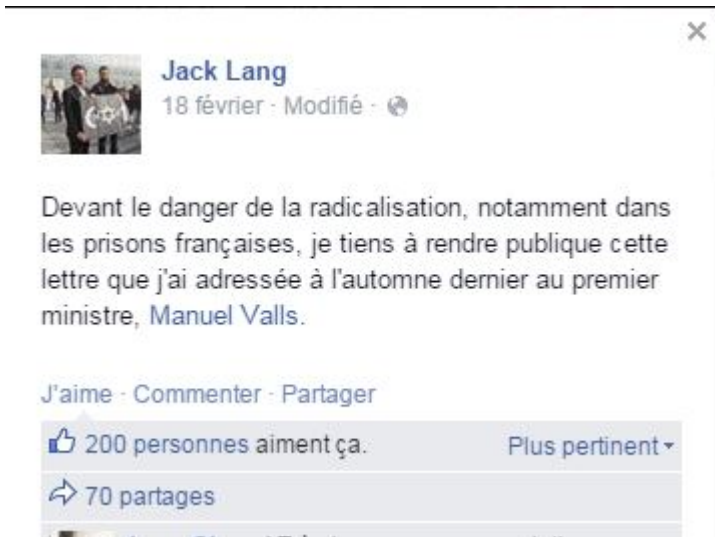 Jack Lang
18 février · Modifié ·
Devant le danger de la radicalisation, notamment dans
les prisons françaises, je tiens à rendre publique cette
lettre que j'ai adressée à l'automne dernier au premier
ministre, Manuel Valls.
J'aime · Commenter · Partager
200 personnes aiment ça.
Plus pertinent
70 partages